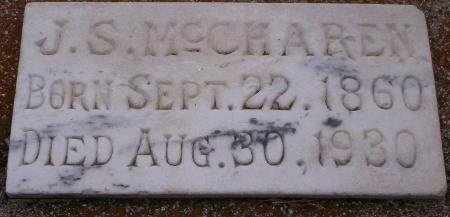 J. S. McCHAREN
BORN SEPT. 22, 1860
DIED AUG. 30, 1930